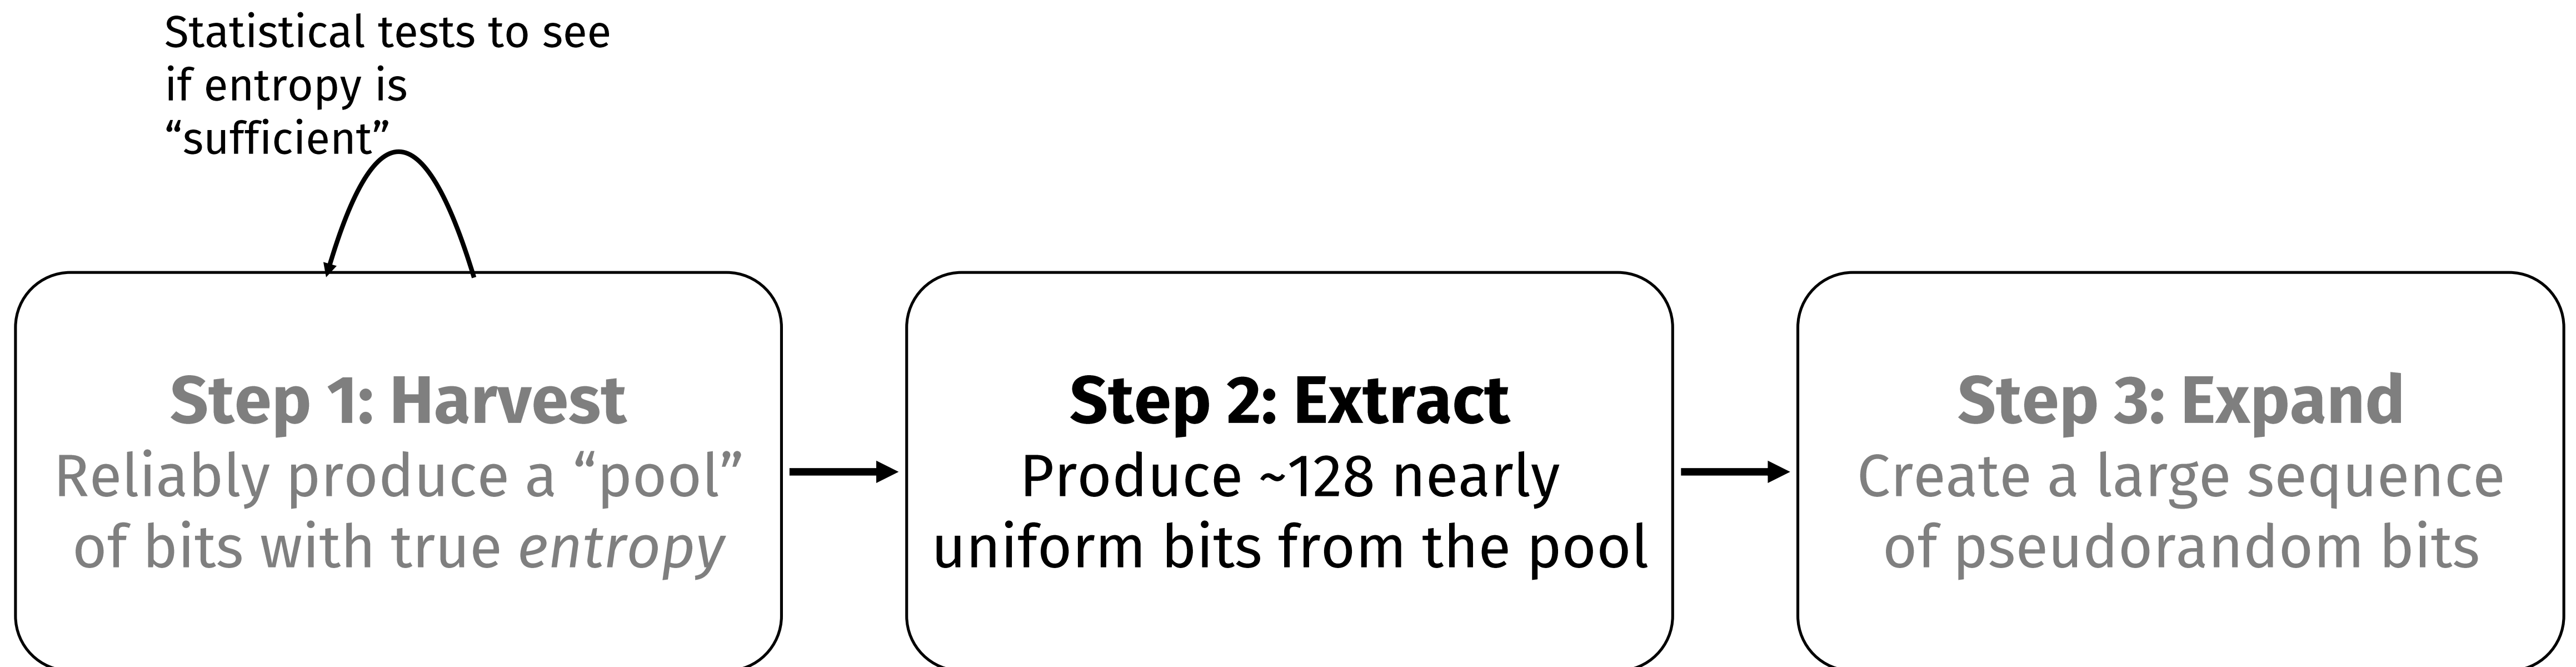 Statistical tests to see
if entropy is
“sufficient”
Step 1: Harvest
Reliably produce a “pool”
of bits with true entropy
Step 2: Extract
Produce ~128 nearly
uniform bits from the pool
Step 3: Expand
Create a large sequence
of pseudorandom bits